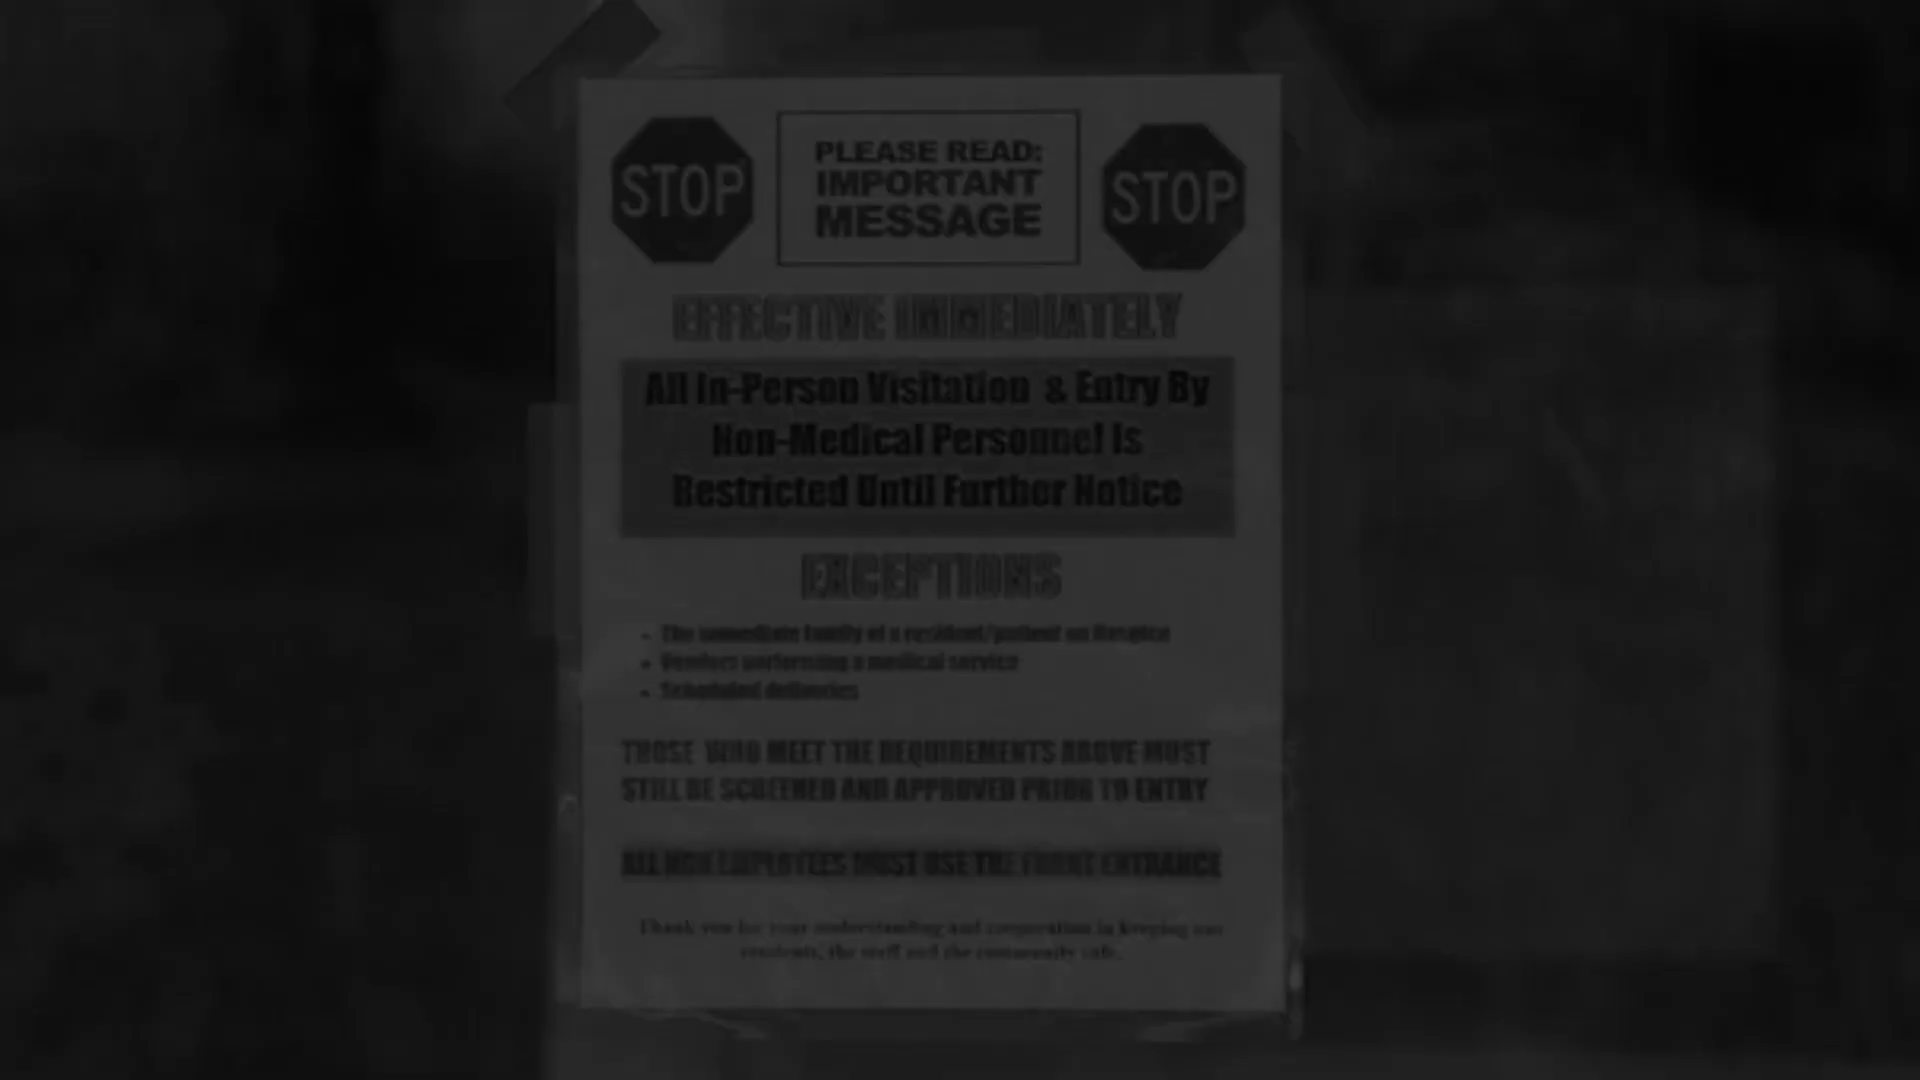 STOP
PLEASE READ:
IMPORTANT
MESSAGE
STOP
EFFECTIVE IMMEDIATELY
All In-Person Visitation & Entry By
Non-Medical Personnel Is
Restricted Until Further Notice
EXCEPTIONS
• The immediate family of a resident/patient on Hospice
• Vendors performing a medical service
• Scheduled deliveries
THOSE WHO MEET THE REQUIREMENTS ABOVE MUST
STILL BE SCREENED AND APPROVED PRIOR TO ENTRY
ALL NON EMPLOYEES MUST USE THE FRONT ENTRANCE
Thank you for your understanding and cooperation in keeping our
residents, the staff and the community safe.